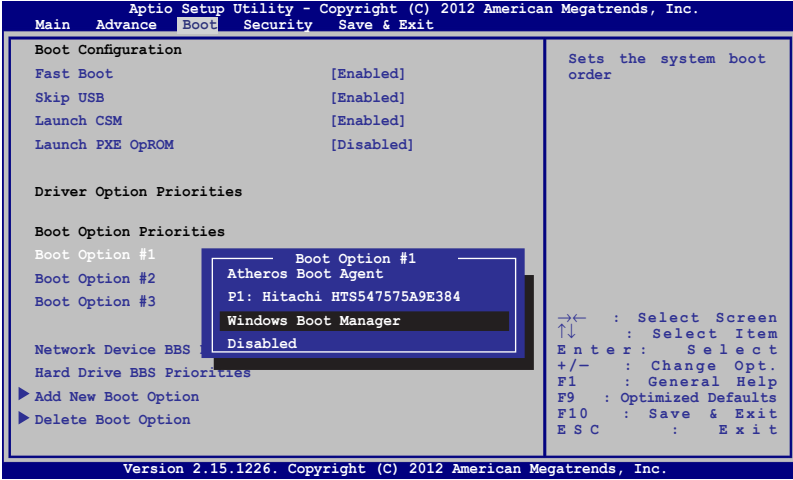 Aptio Setup Utility - Copyright (C) 2012 American Megatrends, Inc.
Main Advance Boot Security Save & Exit
Boot Configuration
Fast Boot [Enabled]
Skip USB [Enabled]
Launch CSM [Enabled]
Launch PXE OpROM [Disabled]
Driver Option Priorities
Boot Option Priorities
Boot Option #1
Boot Option #2
Boot Option #3
Network Device BBS
Hard Drive BBS Priorities
Add New Boot Option
Delete Boot Option
Boot Option #1
Atheros Boot Agent
P1: Hitachi HTS547575A9E384
Windows Boot Manager
Disabled
Sets the system boot
order
→← : Select Screen
↑↓ : Select Item
Enter: Select
+/— : Change Opt.
F1 : General Help
F9 : Optimized Defaults
F10 : Save & Exit
ESC : Exit
Version 2.15.1226. Copyright (C) 2012 American Megatrends, Inc.